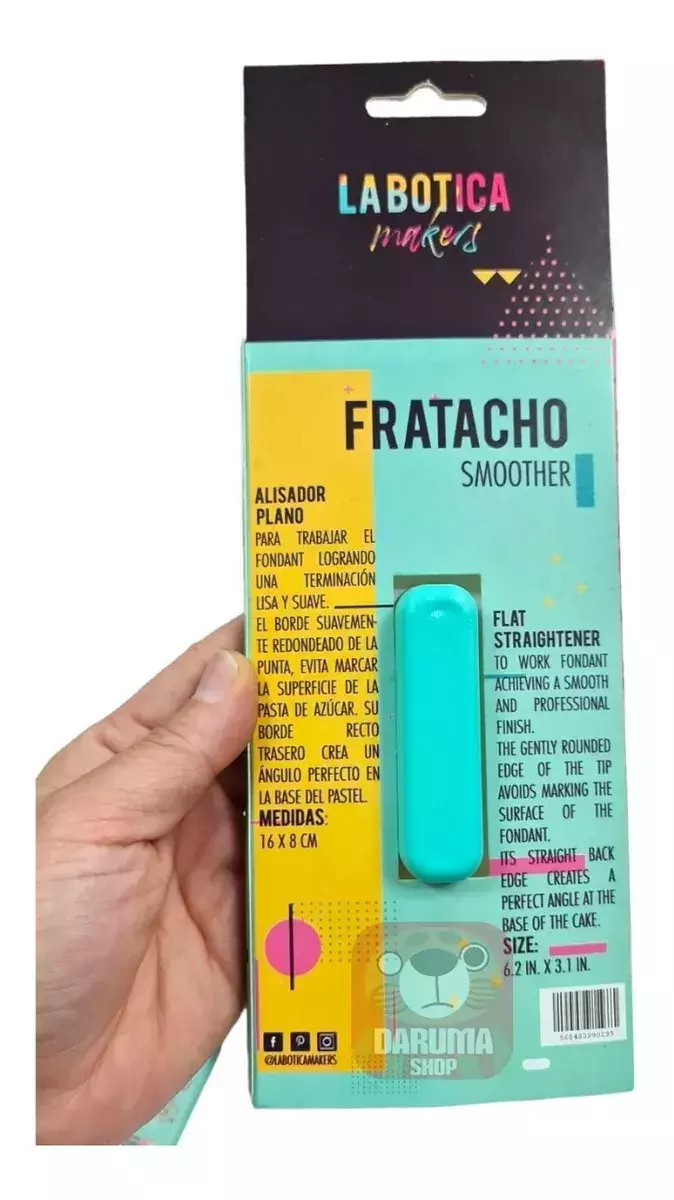 LA BOTICA
makers
FRATACHO
SMOOTHER
ALISADOR
PLANO
PARA TRABAJAR EL
FONDANT LOGRANDO
UNA TERMINACIÓN
LISA Y SUAVE.
EL BORDE SUAVEMEN-
TE REDONDEADO DE LA
PUNTA, EVITA MARCAR
LA SUPERFICIE DE LA
PASTA DE AZÚCAR. SU
BORDE RECTO
TRASERO CREA UN
ÁNGULO PERFECTO EN
LA BASE DEL PASTEL.
MEDIDAS:
16 X 8 CM
FLAT
STRAIGHTENER
TO WORK FONDANT
ACHIEVING A SMOOTH
AND PROFESSIONAL
FINISH.
THE GENTLY ROUNDED
EDGE OF THE TIP
AVOIDS MARKING THE
SURFACE OF THE
FONDANT.
ITS STRAIGHT BACK
EDGE CREATES A
PERFECT ANGLE AT THE
BASE OF THE CAKE.
SIZE:
6.2 IN. X 3.1 IN.
@LABOTICAMAKERS
DARUMA
SHOP